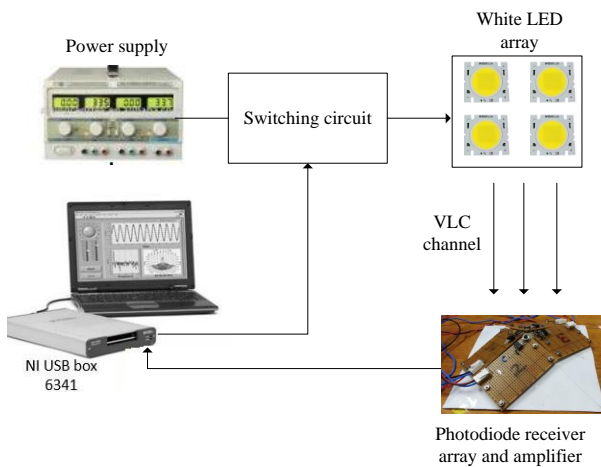 Power supply
White LED
array
Switching circuit
VLC
channel
NI USB box
6341
Photodiode receiver
array and amplifier